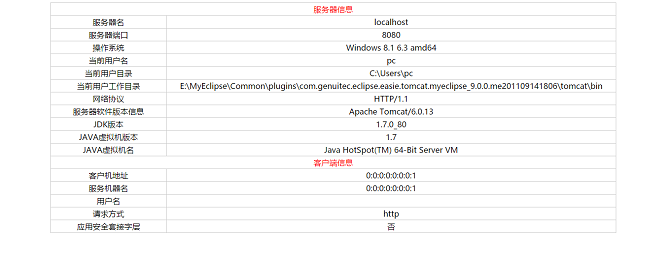 服务器信息
服务器名 localhost
服务器端口 8080
操作系统 Windows 8.1 6.3 amd64
当前用户名 pc
当前用户目录 C:\Users\pc
当前用户工作目录 E:\MyEclipse\Common\plugins\com.genuitec.eclipse.easie.tomcat.myeclipse_9.0.0.me201109141806\tomcat\bin
网络协议 HTTP/1.1
服务器软件版本信息 Apache Tomcat/6.0.13
JDK版本 1.7.0_80
JAVA虚拟机版本 1.7
JAVA虚拟机名 Java HotSpot(TM) 64-Bit Server VM
客户端信息
客户机地址 0:0:0:0:0:0:0:1
服务机器名 0:0:0:0:0:0:0:1
用户名
请求方式 http
应用安全套接字层 否